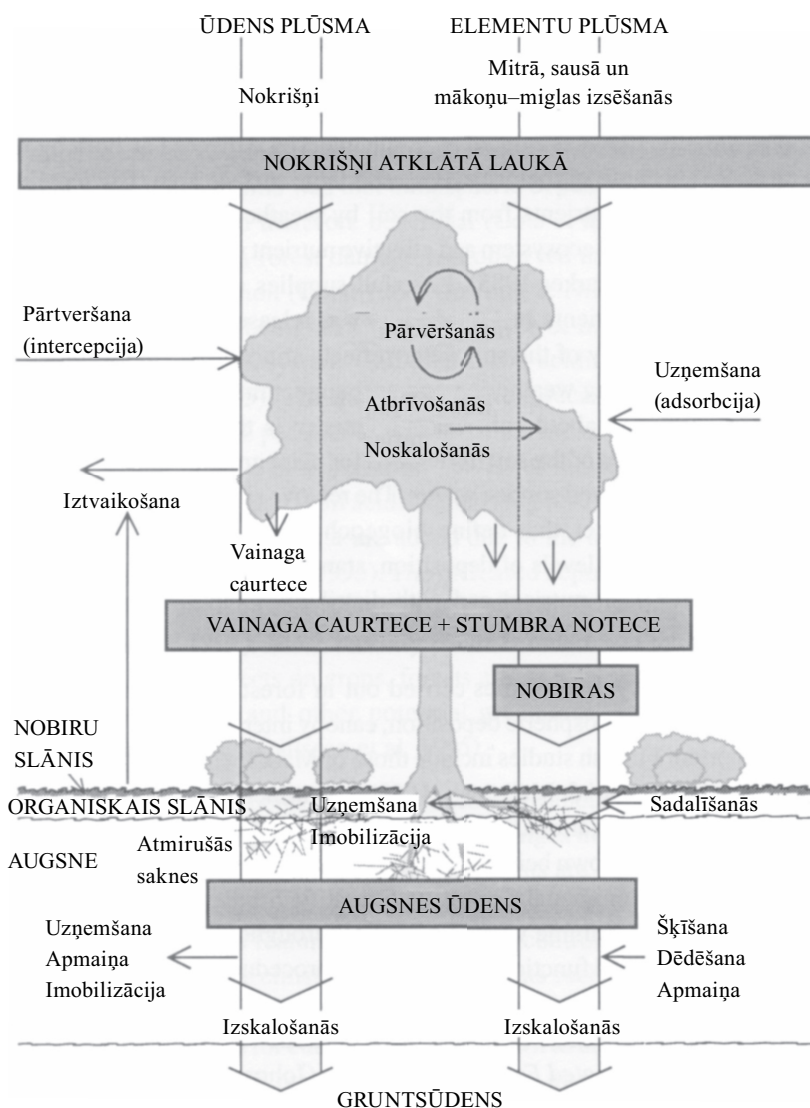 ŪDENS PLŪSMA
ELEMENTU PLŪSMA
Nokrišņi
Mitrā, sausā un
mākoņu–miglas izsēšanās
NOKRIŠŅI ATKLĀTĀ LAUKĀ
Pārtveršana
(intercepcija)
Pārvēršanās
Uzņemšana
(adsorbcija)
Atbrīvošanās
Noskalošanās
Iztvaikošana
Vainaga
caurtece
VAINAGA CAURTECE + STUMBRA NOTECE
NOBIRAS
NOBIRU
SLĀNIS
ORGANISKAIS SLĀNIS
Uzņemšana
Imobilizācija
Sadalīšanās
AUGSNE
Atmirušās
saknes
AUGSNES ŪDENS
Uzņemšana
Apmaiņa
Imobilizācija
Šķīšana
Dēdēšana
Apmaiņa
Izskalošanās
Izskalošanās
GRUNTSŪDENS